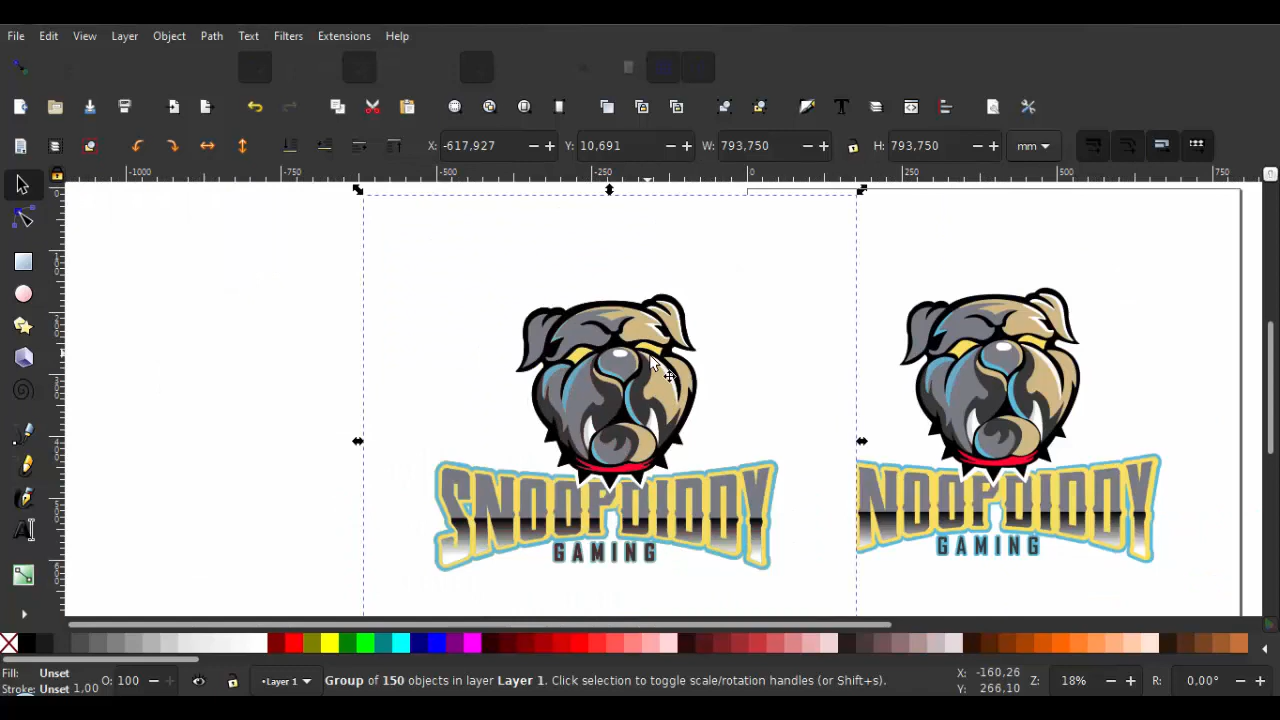 File Edit View Layer Object Path Text Filters Extensions Help
X: -617,927 Y: 10,691 W: 793,750 H: 793,750 mm
-1000 -750 -500 -250 0 250 500 750
SNOOPDIDDY
GAMING
NOOPDIDDY
GAMING
Fill: Unset
Stroke: Unset 1,00
O: 100
Layer 1
Group of 150 objects in layer Layer 1. Click selection to toggle scale/rotation handles (or Shift+s).
X: -160,26
Y: 266,10
Z: 18%
R: 0.00°